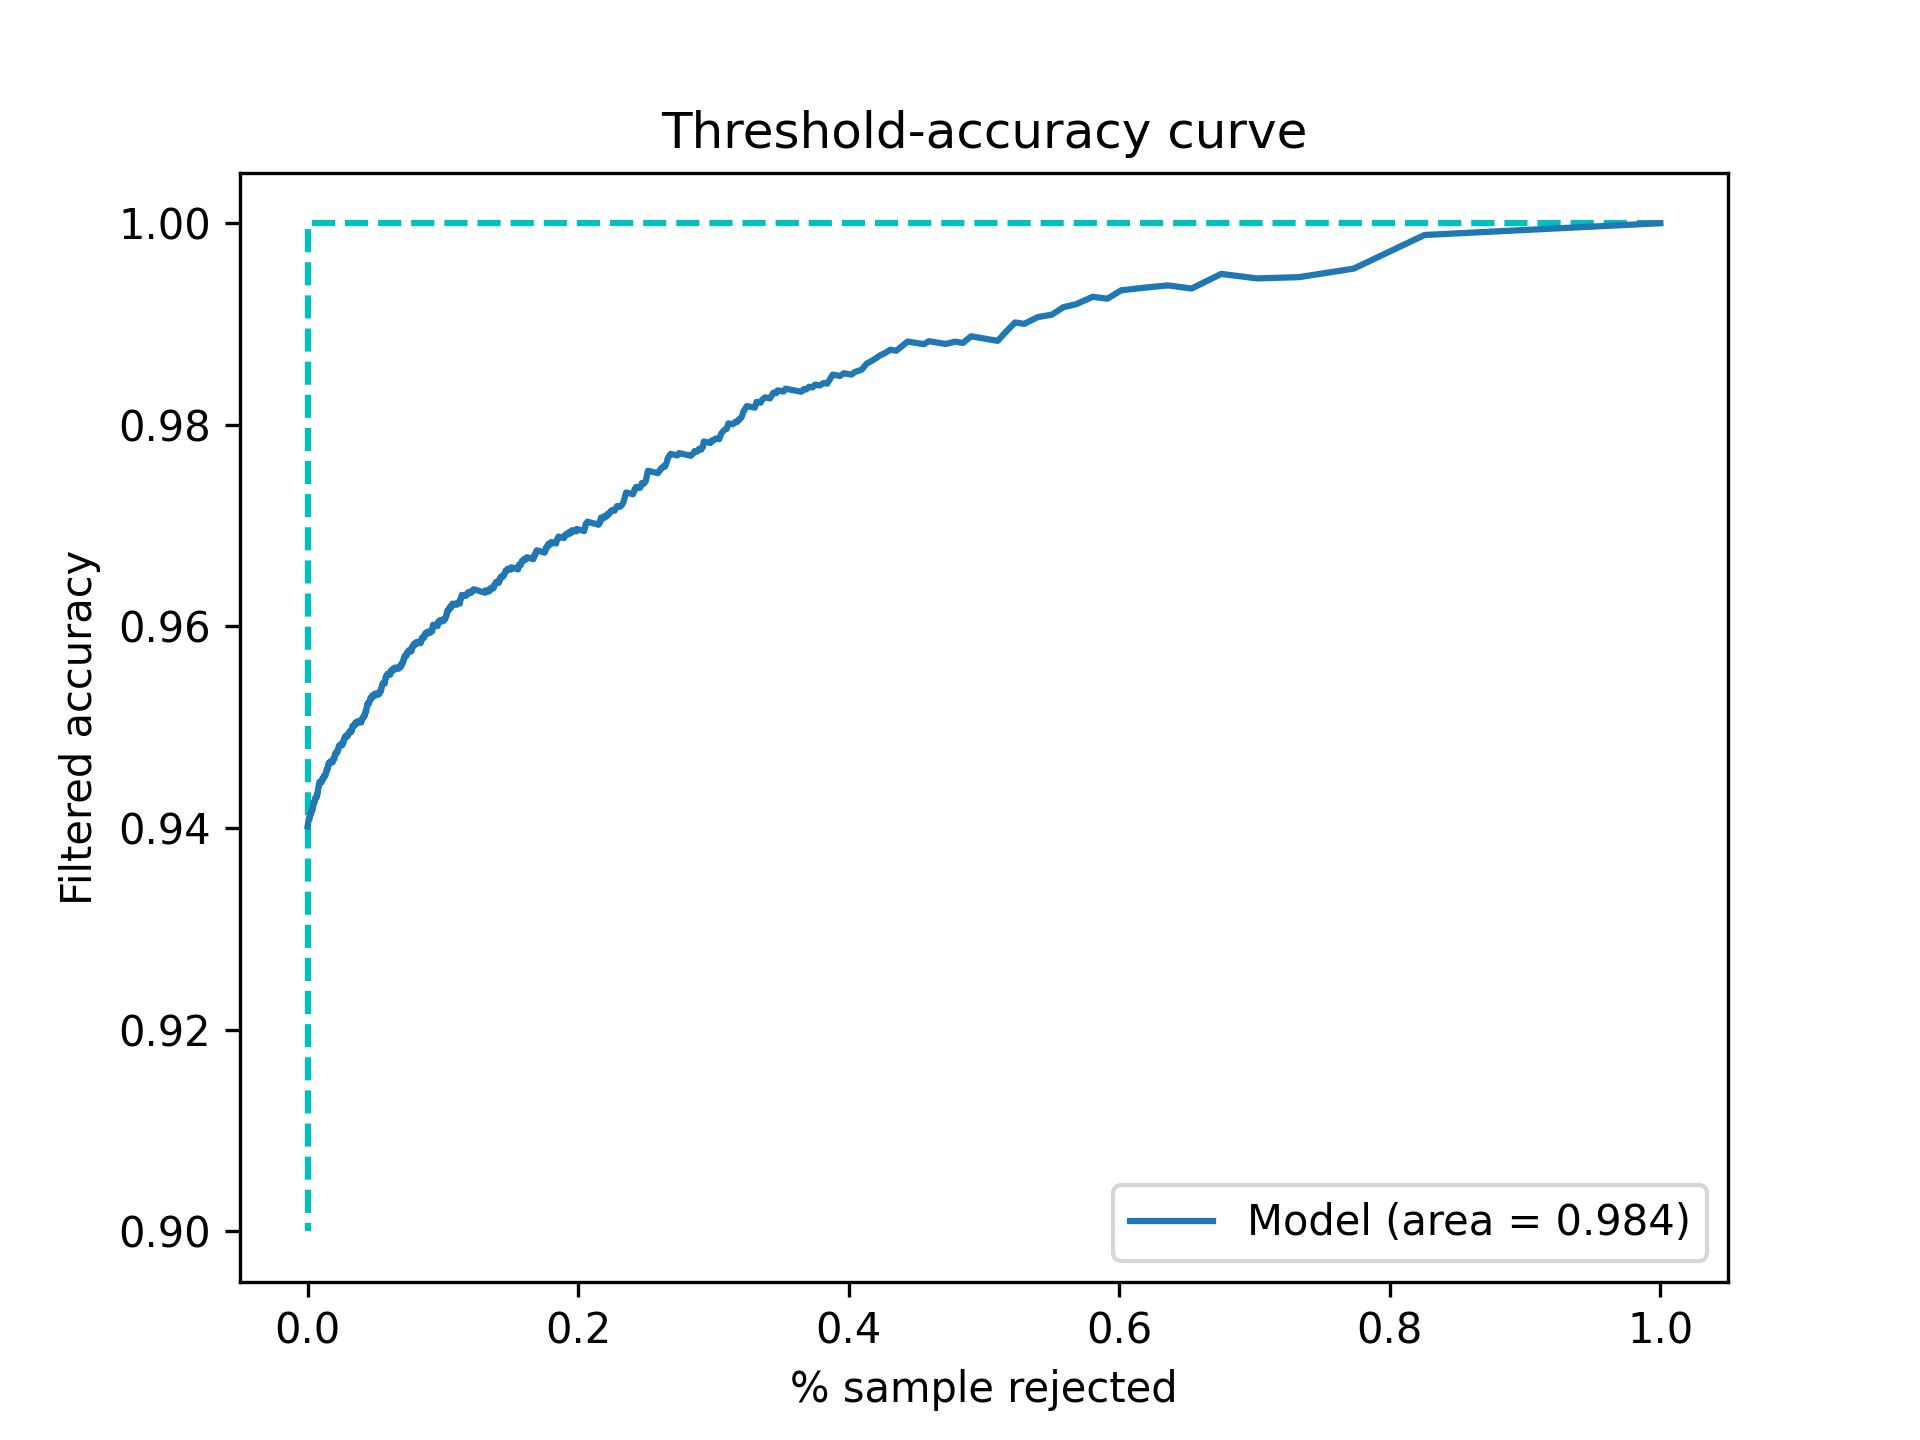 Threshold-accuracy curve
1.00
0.98
0.96
0.94
0.92
0.90
Filtered accuracy
Model (area = 0.984)
0.0 0.2 0.4 0.6 0.8 1.0
% sample rejected